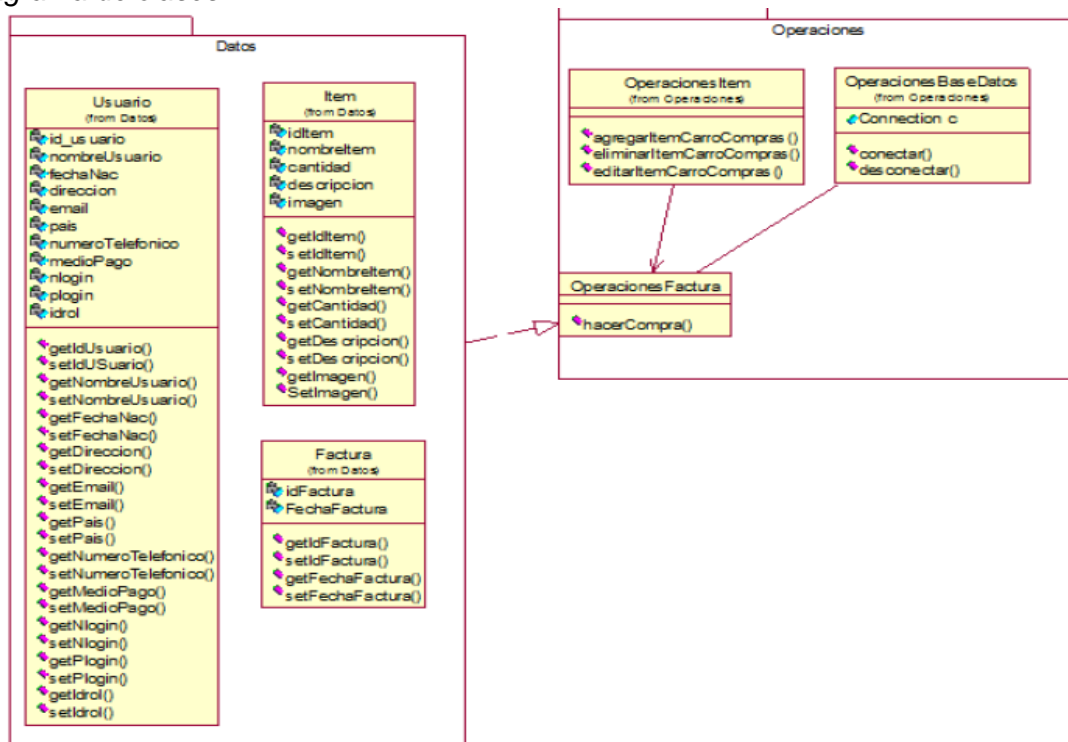 Datos
Usuario
(from Datos)
id_usuario
nombreUsuario
fechaNac
direccion
email
pais
numeroTelefonico
medioPago
nlogin
plogin
idrol
getIdUsuario()
setIdUSuario()
getNombreUsuario()
setNombreUsuario()
getFechaNac()
setFechaNac()
getDireccion()
setDireccion()
getEmail()
setEmail()
getPais()
setPais()
getNumeroTelefonico()
setNumeroTelefonico()
getMedioPago()
setMedioPago()
getNlogin()
setNlogin()
getPlogin()
setPlogin()
getIdrol()
setIdrol()
Item
(from Datos)
idItem
nombreItem
cantidad
descripcion
imagen
getIdItem()
setIdItem()
getNombreItem()
setNombreItem()
getCantidad()
setCantidad()
getDescripcion()
setDescripcion()
getImagen()
SetImagen()
Factura
(from Datos)
idFactura
FechaFactura
getIdFactura()
setIdFactura()
getFechaFactura()
setFechaFactura()
Operaciones
OperacionesItem
(from Operaciones)
agregarItemCarroCompras()
eliminarItemCarroCompras()
editarItemCarroCompras()
OperacionesBaseDatos
(from Operaciones)
Connection c
conectar()
desconectar()
OperacionesFactura
hacerCompra()